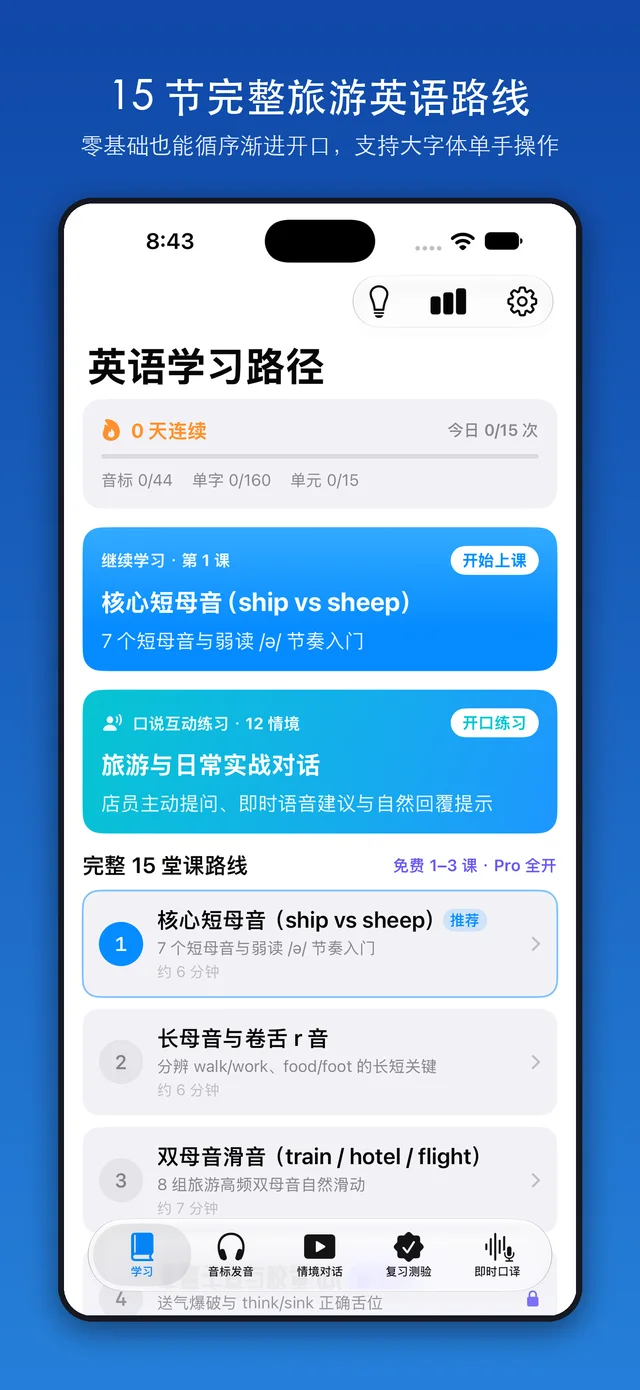 15 节完整旅游英语路线
零基础也能循序渐进开口，支持大字体单手操作
8:43
英语学习路径
0 天连续
今日 0/15 次
音标 0/44 单字 0/160 单元 0/15
继续学习 · 第 1 课
开始上课
核心短母音（ship vs sheep）
7 个短母音与弱读 /ə/ 节奏入门
口说互动练习 · 12 情境
开口练习
旅游与日常实战对话
店员主动提问、即时语音建议与自然回覆提示
完整 15 堂课路线
免费 1–3 课 · Pro 全开
1
核心短母音（ship vs sheep）
推荐
7 个短母音与弱读 /ə/ 节奏入门
约 6 分钟
2
长母音与卷舌 r 音
分辨 walk/work、food/foot 的长短关键
约 6 分钟
3
双母音滑音（train / hotel / flight）
8 组旅游高频双母音自然滑动
约 7 分钟
4
送气爆破与 think/sink 正确舌位
学习
音标发音
情境对话
复习测验
即时口译